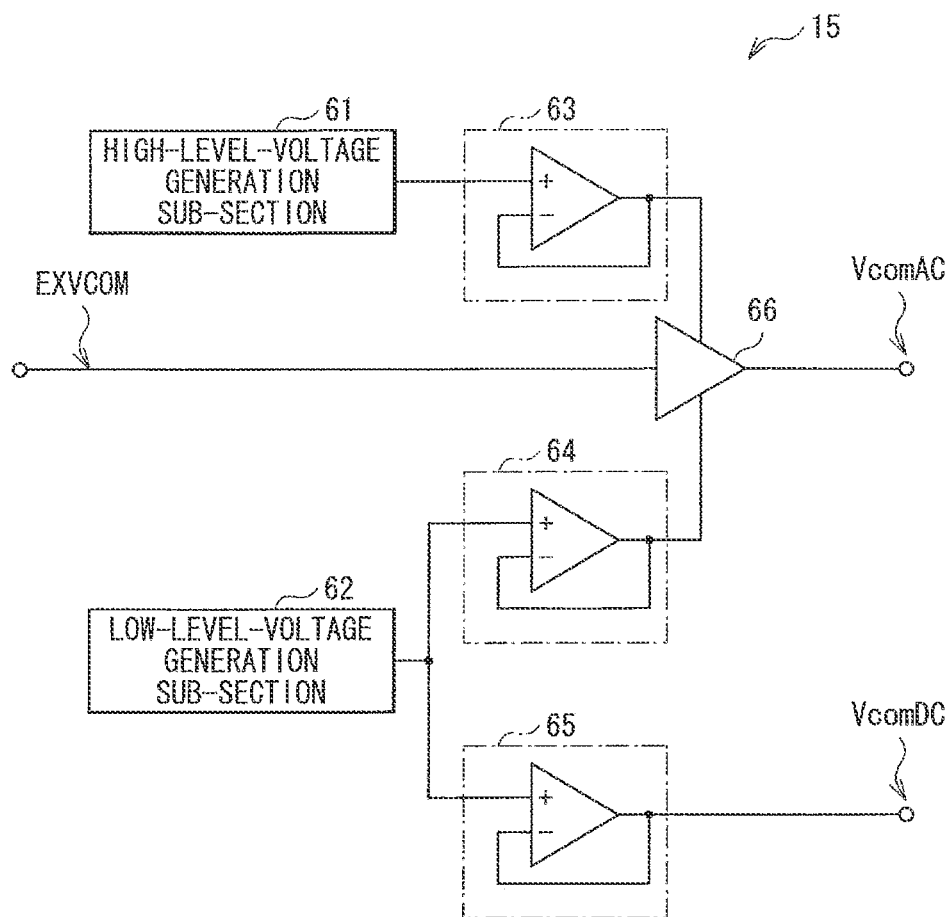 15
61
HIGH-LEVEL-VOLTAGE
GENERATION
SUB-SECTION
63
+
−
EXVCOM
66
VcomAC
64
+
−
62
LOW-LEVEL-VOLTAGE
GENERATION
SUB-SECTION
65
+
−
VcomDC